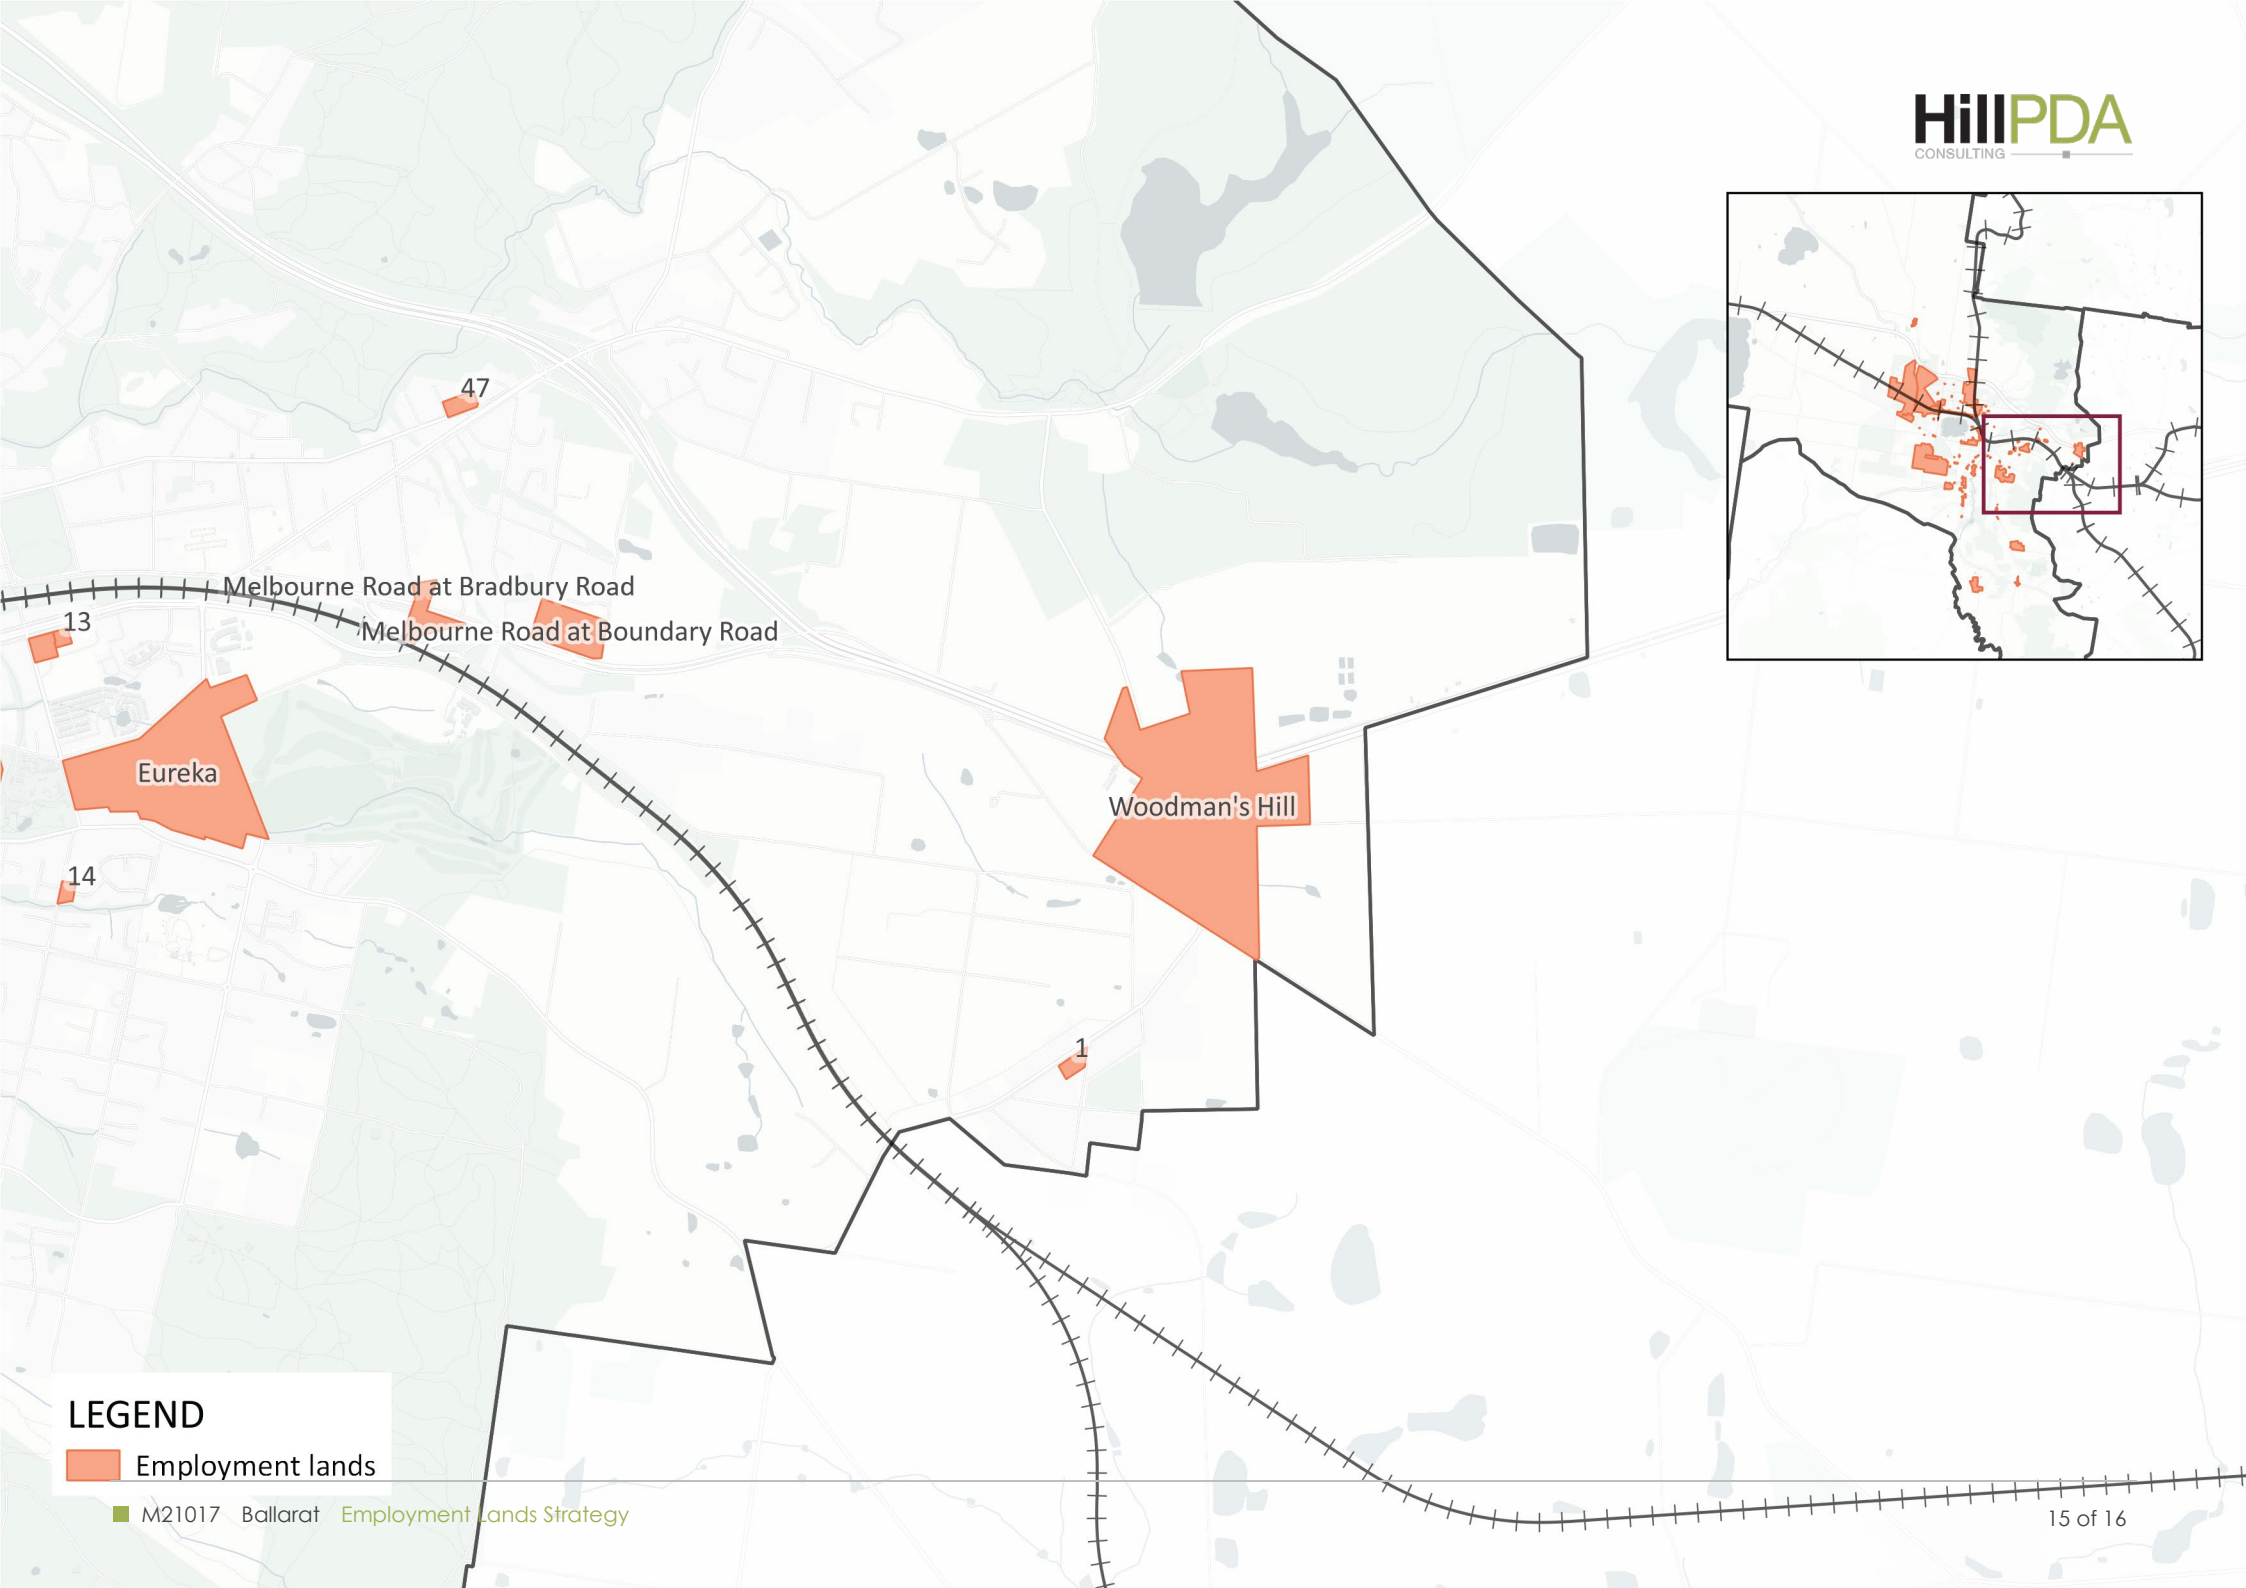 HillPDA
CONSULTING
47
Melbourne Road at Bradbury Road
13
Melbourne Road at Boundary Road
Eureka
Woodman's Hill
14
1
LEGEND
Employment lands
M21017 Ballarat Employment Lands Strategy
15 of 16